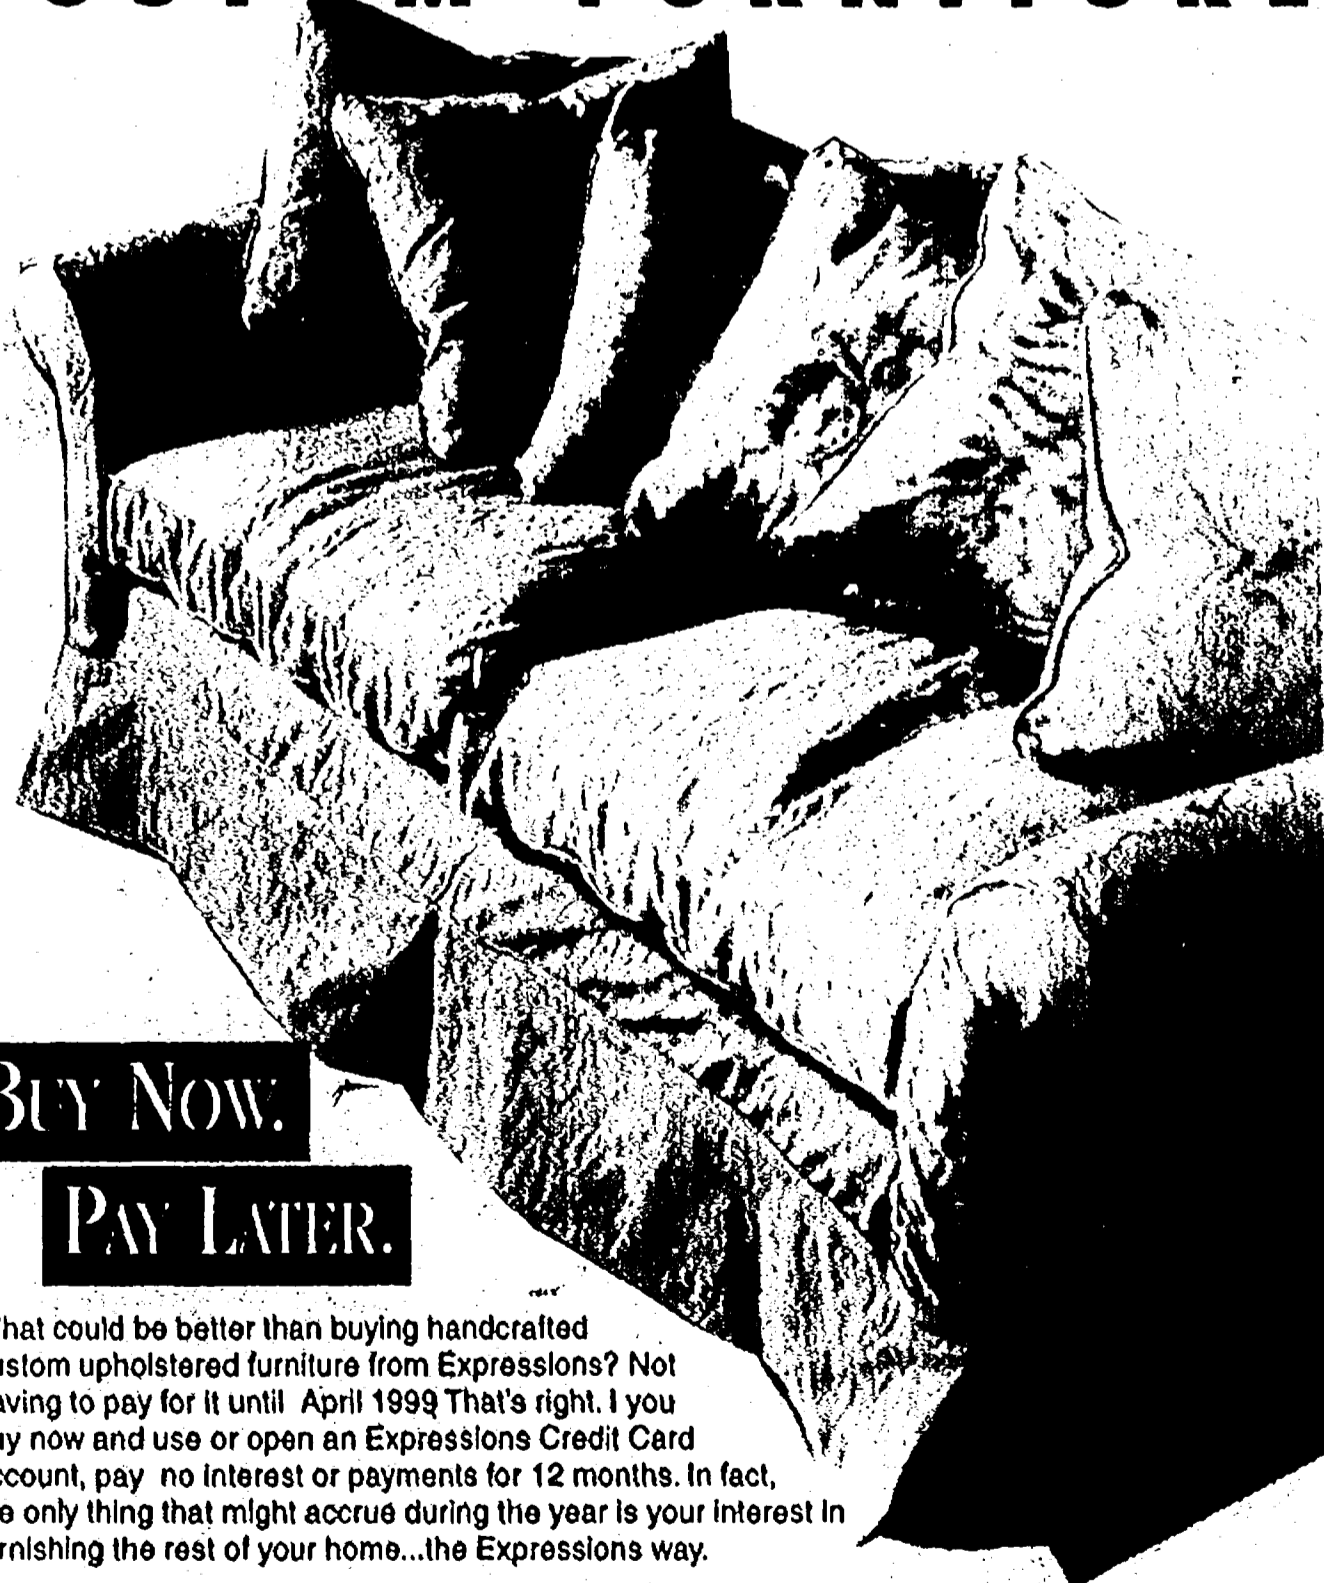 BUY NOW.
PAY LATER.
hat could be better than buying handcrafted
ustom upholstered furniture from Expressions? Not
aving to pay for it until April 1999 That's right. I you
uy now and use or open an Expressions Credit Card
ccount, pay no interest or payments for 12 months. In fact,
e only thing that might accrue during the year is your interest in
rnishing the rest of your home...the Expressions way.